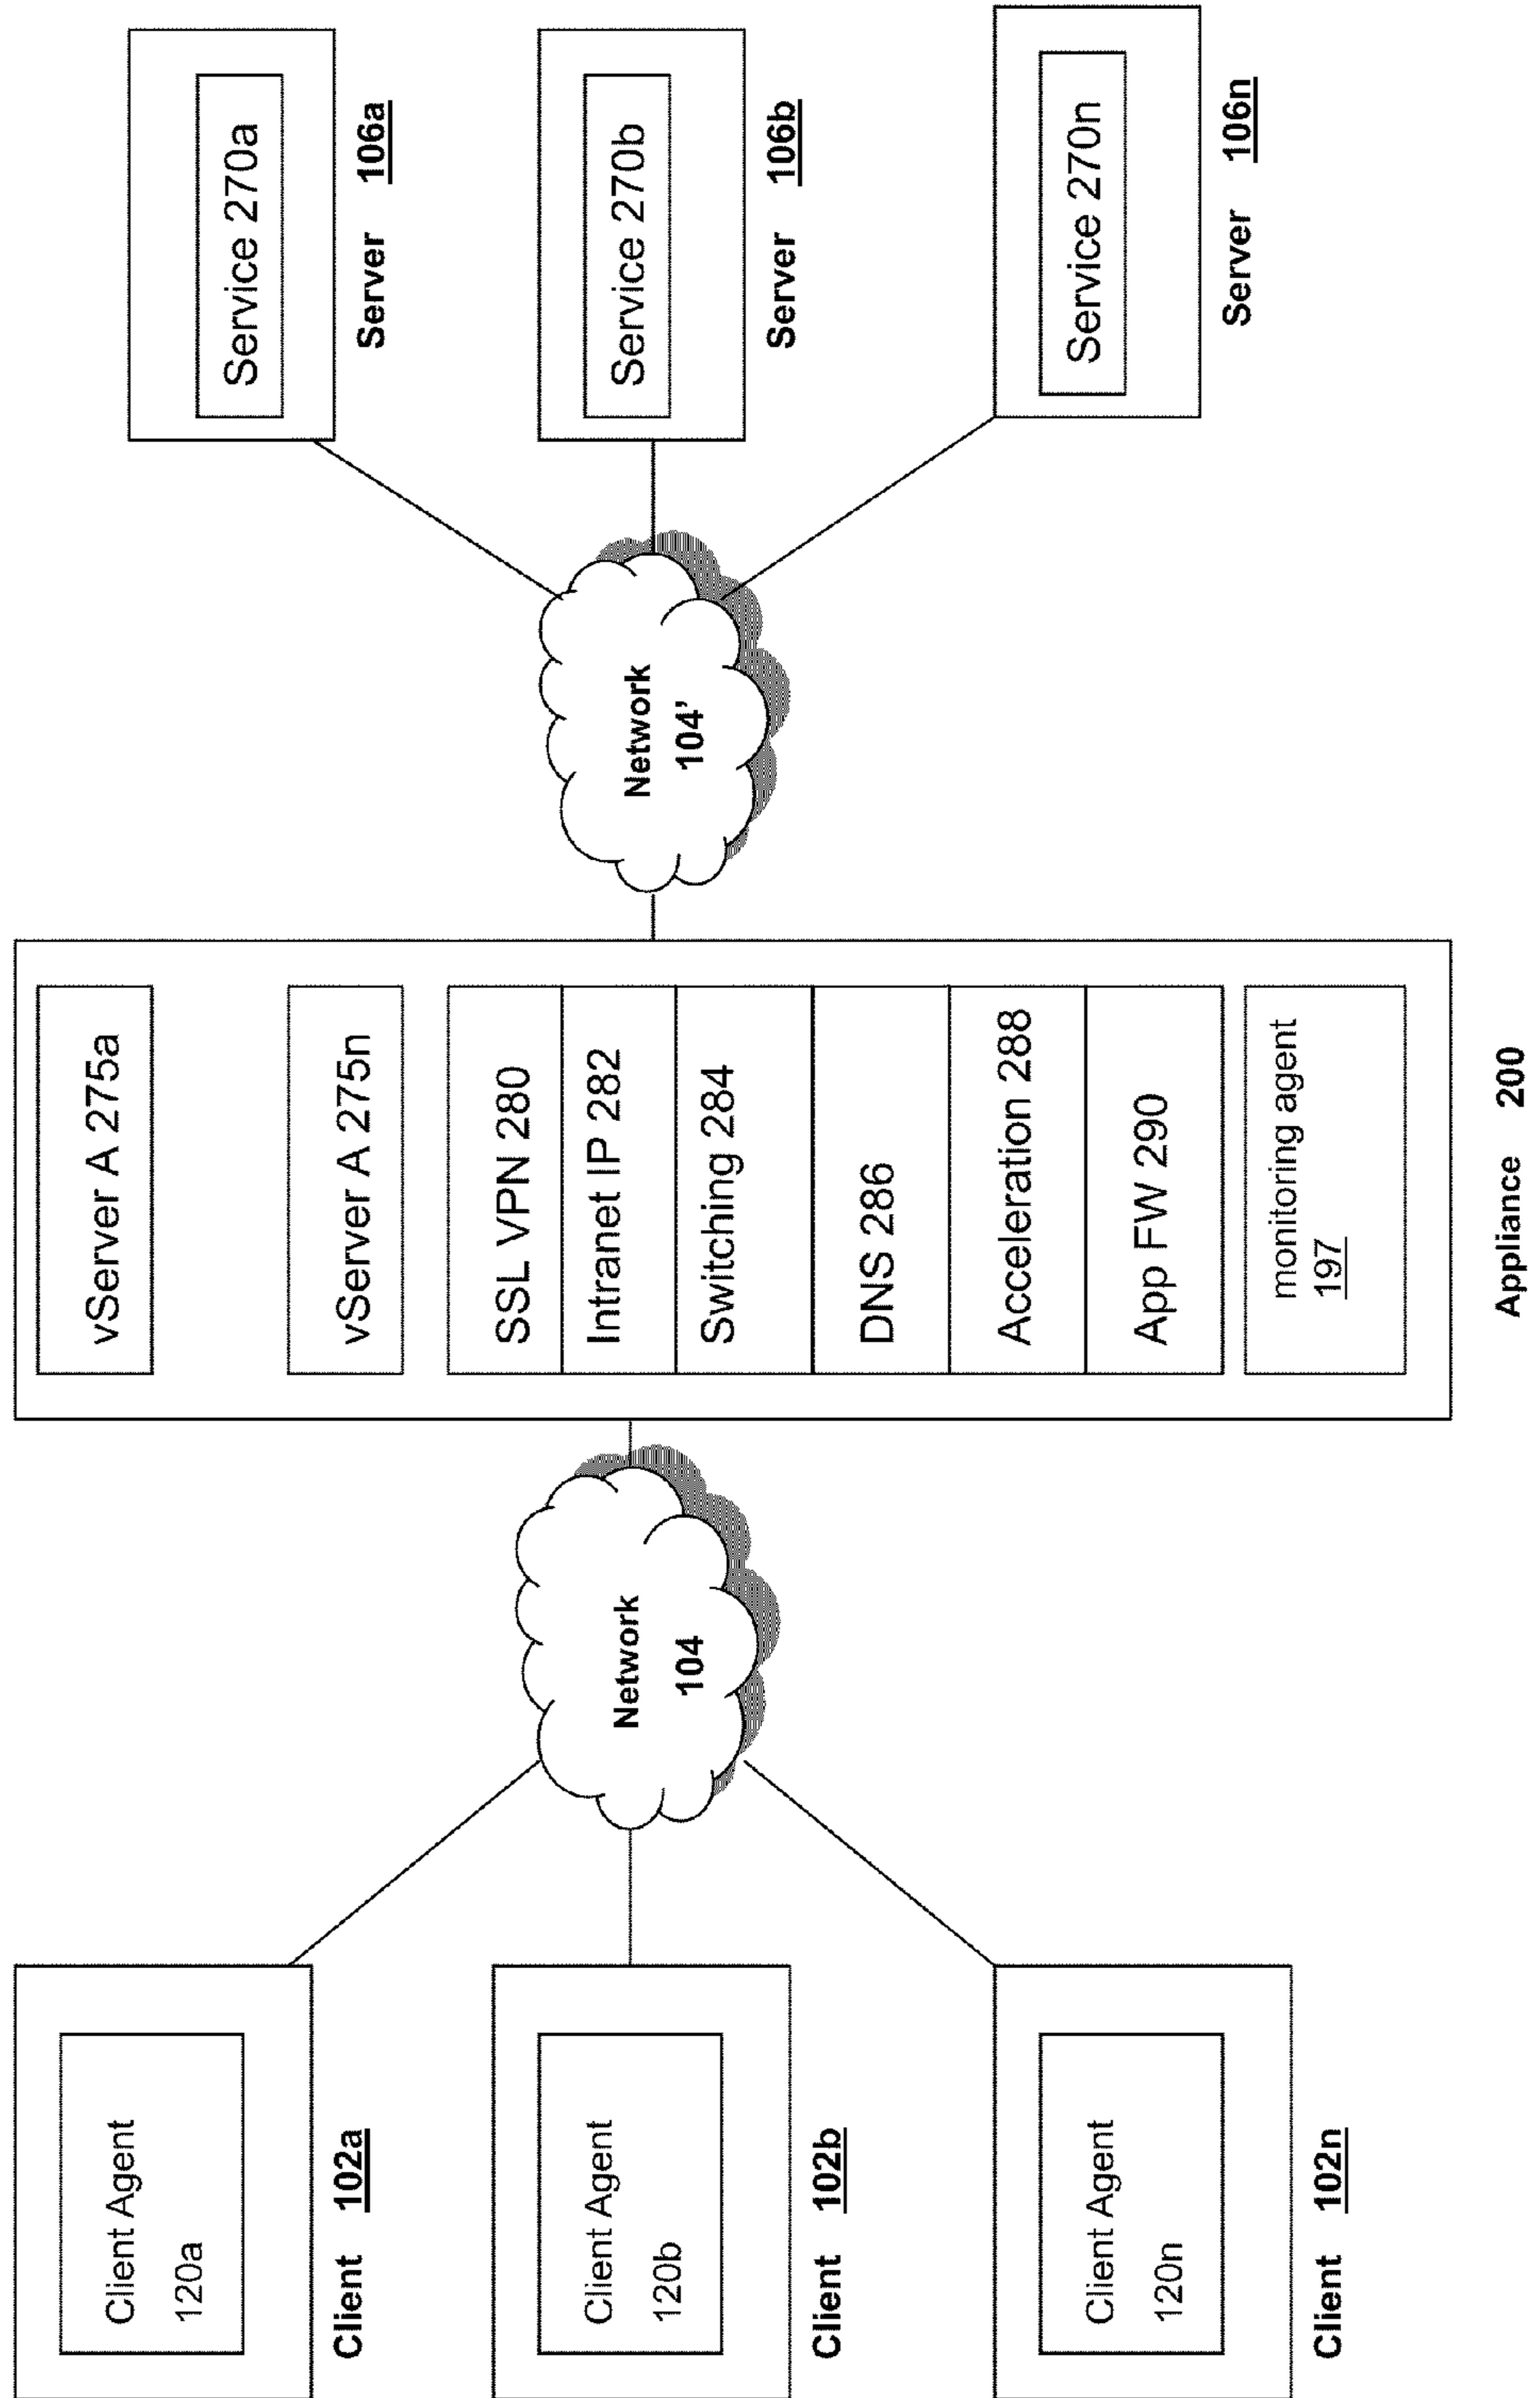 Client Agent
120a
Client 102a
Client Agent
120b
Client 102b
Client Agent
120n
Client 102n
Network
104
vServer A 275a
vServer A 275n
SSL VPN 280
Intranet IP 282
Switching 284
DNS 286
Acceleration 288
App FW 290
monitoring agent
197
Appliance 200
Network
104'
Service 270a
Server 106a
Service 270b
Server 106b
Service 270n
Server 106n